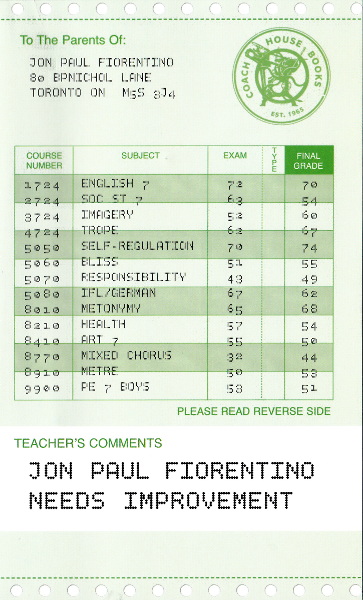 To The Parents Of:
JON PAUL FIORENTINO
80 BPNICHOL LANE
TORONTO ON M5S 3J4
COACH HOUSE BOOKS
EST. 1965
COURSE NUMBER SUBJECT EXAM TYPE FINAL GRADE
1724 ENGLISH 7 72 70
2724 SOC ST 7 63 54
3724 IMAGERY 52 60
4724 TROPE 62 67
5050 SELF-REGULATION 70 74
5060 BLISS 51 55
5070 RESPONSIBILITY 43 49
5080 IFL/GERMAN 67 62
8010 METONYMY 65 68
8210 HEALTH 57 54
8410 ART 7 55 50
8770 MIXED CHORUS 32 44
8910 METRE 50 53
9900 PE 7 BOYS 53 51
PLEASE READ REVERSE SIDE
TEACHER'S COMMENTS
JON PAUL FIORENTINO
NEEDS IMPROVEMENT